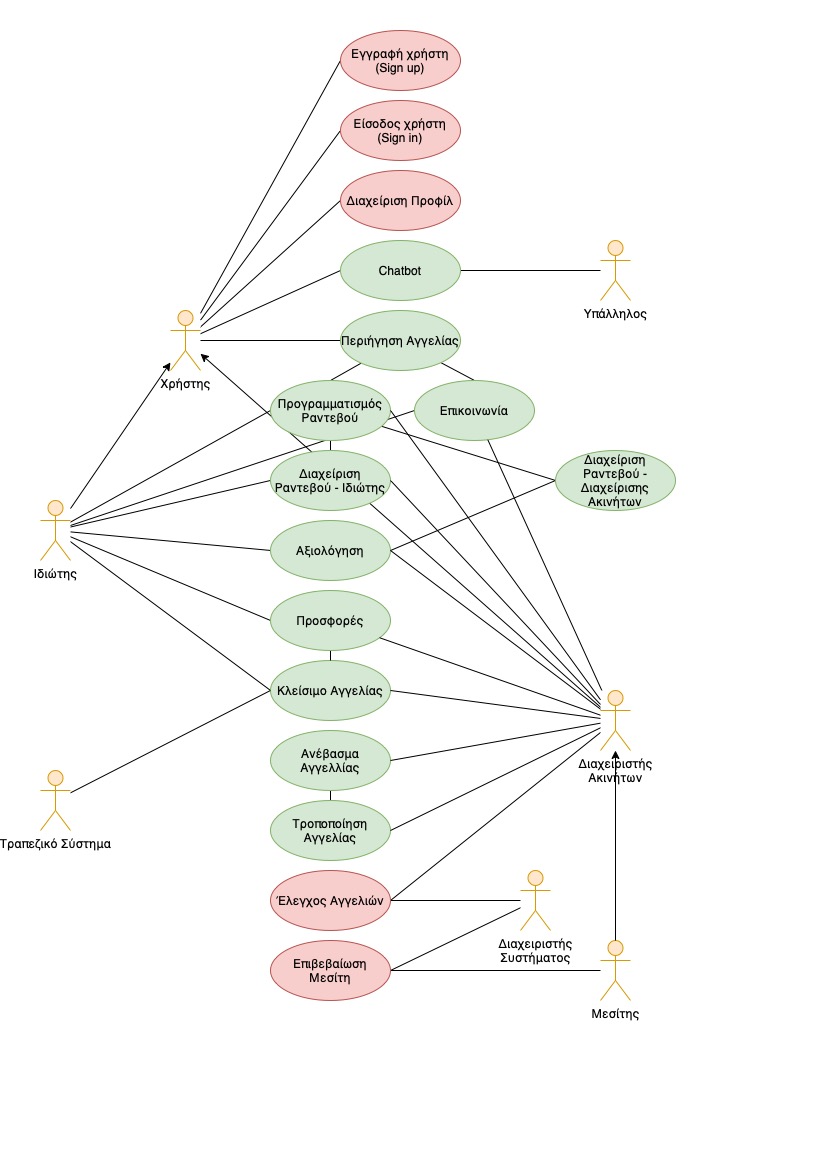 Εγγραφή χρήστη
(Sign up)
Είσοδος χρήστη
(Sign in)
Διαχείριση Προφίλ
Chatbot
Υπάλληλος
Περιήγηση Αγγελίας
Χρήστης
Προγραμματισμός
Ραντεβού
Επικοινωνία
Διαχείριση
Ραντεβού - Ιδιώτης
Διαχείριση
Ραντεβού -
Διαχείρισης
Ακινήτων
Αξιολόγηση
Ιδιώτης
Προσφορές
Κλείσιμο Αγγελίας
Ανέβασμα
Αγγελλίας
Διαχειριστής
Ακινήτων
Τροποποίηση
Αγγελίας
Τραπεζικό Σύστημα
Έλεγχος Αγγελιών
Διαχειριστής
Συστήματος
Επιβεβαίωση
Μεσίτη
Μεσίτης